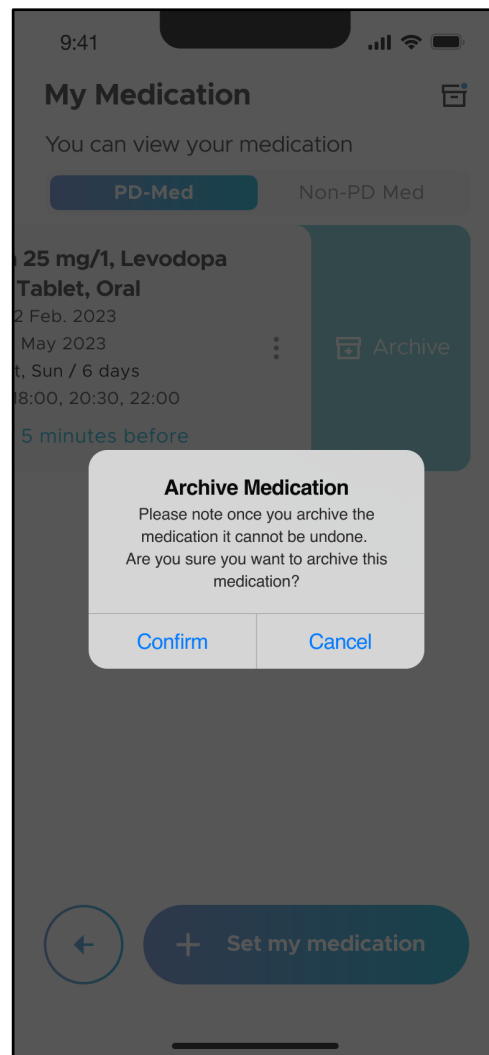 9:41
My Medication
You can view your medication
PD-Med
Non-PD Med
25 mg/1, Levodopa
Tablet, Oral
2 Feb. 2023
May 2023
t, Sun / 6 days
18:00, 20:30, 22:00
5 minutes before
Archive
Archive Medication
Please note once you archive the
medication it cannot be undone.
Are you sure you want to archive this
medication?
Confirm
Cancel
+ Set my medication